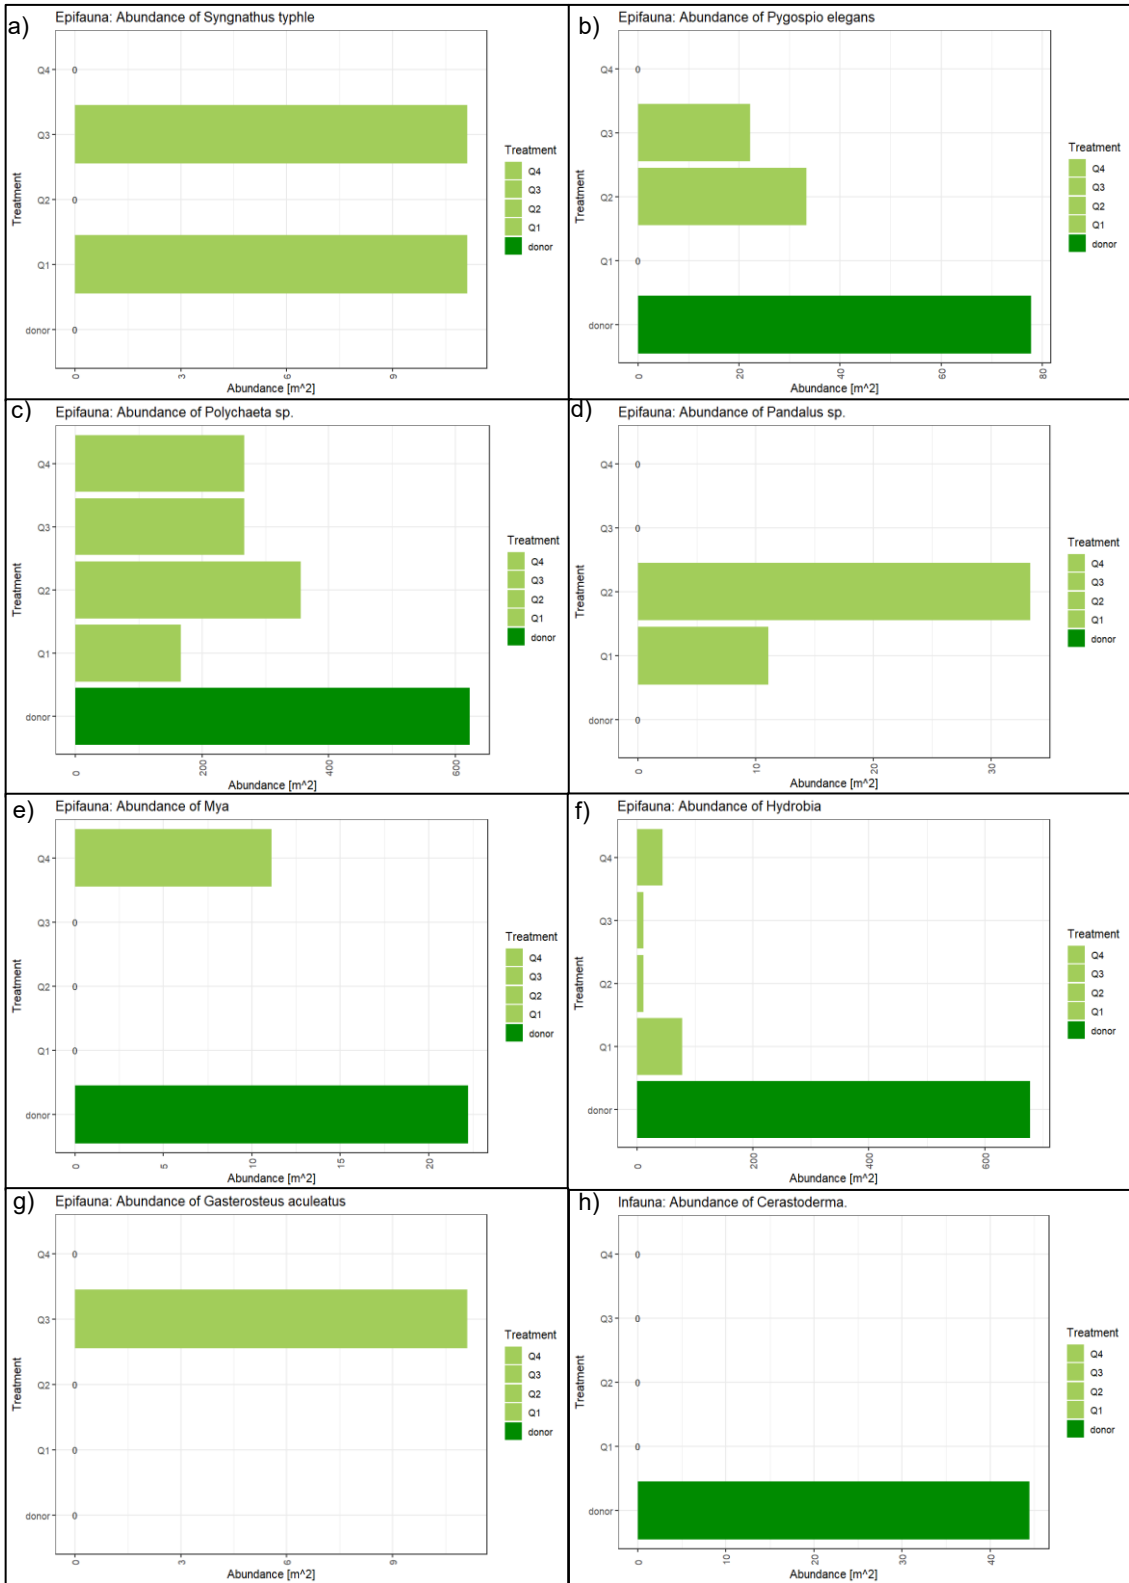 a)
Epifauna: Abundance of Syngnathus typhle
Treatment
Q4
Q3
Q2
Q1
donor
0
0
0
0
3
6
9
Abundance [m^2]
Treatment
Q4
Q3
Q2
Q1
donor
b)
Epifauna: Abundance of Pygospio elegans
Treatment
Q4
Q3
Q2
Q1
donor
0
0
0
20
40
60
80
Abundance [m^2]
Treatment
Q4
Q3
Q2
Q1
donor
c)
Epifauna: Abundance of Polychaeta sp.
Treatment
Q4
Q3
Q2
Q1
donor
0
200
400
600
Abundance [m^2]
Treatment
Q4
Q3
Q2
Q1
donor
d)
Epifauna: Abundance of Pandalus sp.
Treatment
Q4
Q3
Q2
Q1
donor
0
0
0
0
10
20
30
Abundance [m^2]
Treatment
Q4
Q3
Q2
Q1
donor
e)
Epifauna: Abundance of Mya
Treatment
Q4
Q3
Q2
Q1
donor
0
0
0
0
5
10
15
20
Abundance [m^2]
Treatment
Q4
Q3
Q2
Q1
donor
f)
Epifauna: Abundance of Hydrobia
Treatment
Q4
Q3
Q2
Q1
donor
0
200
400
600
Abundance [m^2]
Treatment
Q4
Q3
Q2
Q1
donor
g)
Epifauna: Abundance of Gasterosteus aculeatus
Treatment
Q4
Q3
Q2
Q1
donor
0
0
0
0
0
3
6
9
Abundance [m^2]
Treatment
Q4
Q3
Q2
Q1
donor
h)
Infauna: Abundance of Cerastoderma.
Treatment
Q4
Q3
Q2
Q1
donor
0
0
0
0
0
10
20
30
40
Abundance [m^2]
Treatment
Q4
Q3
Q2
Q1
donor